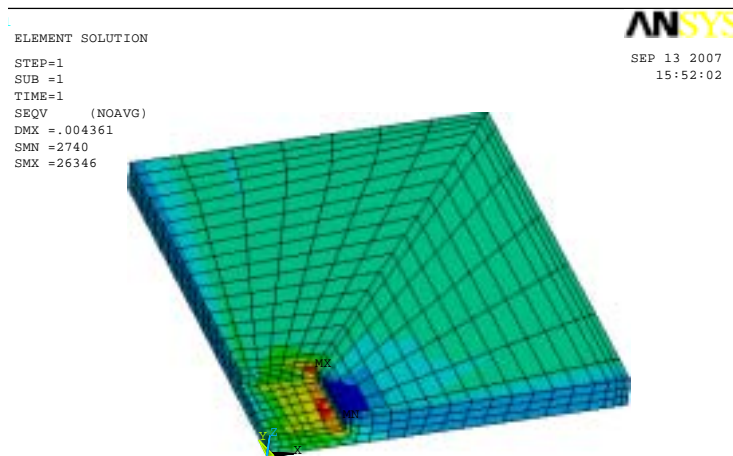 ANSYS
ELEMENT SOLUTION
SEP 13 2007
15:52:02
STEP=1
SUB =1
TIME=1
SEQV (NOAVG)
DMX =.004361
SMN =2740
SMX =26346
MX
MN
Y
Z
X